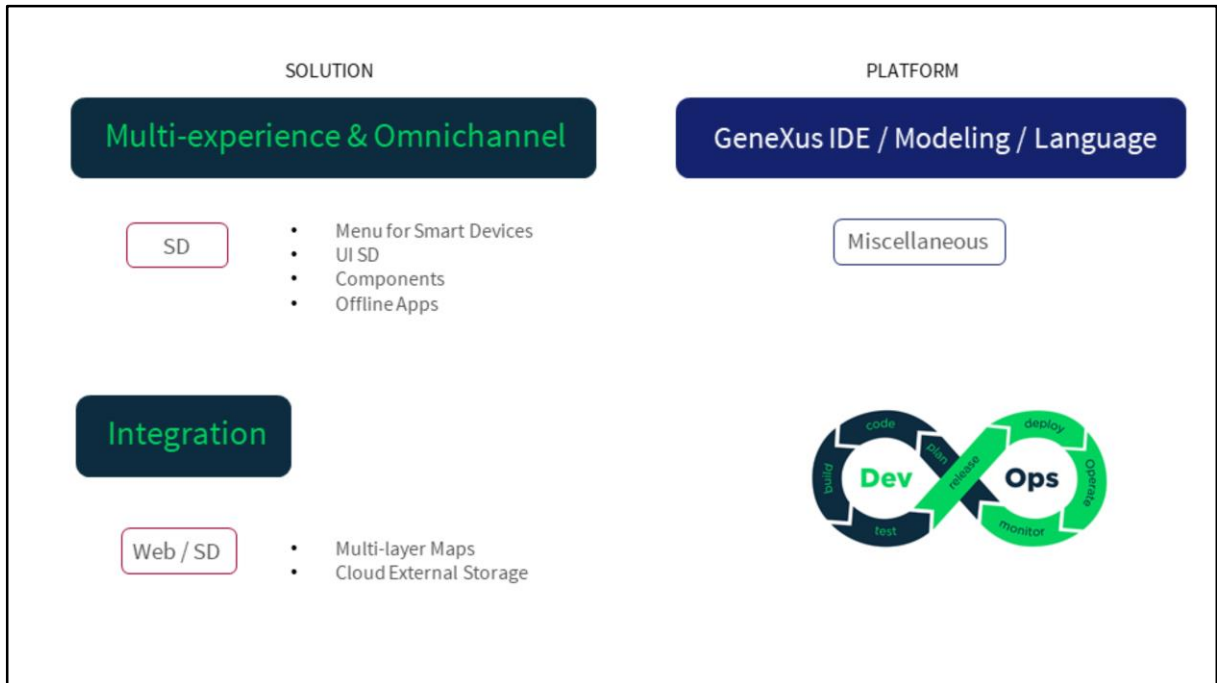 SOLUTION
Multi-experience & Omnichannel
SD
• Menu for Smart Devices
• UI SD
• Components
• Offline Apps
Integration
Web / SD
• Multi-layer Maps
• Cloud External Storage
PLATFORM
GeneXus IDE / Modeling / Language
Miscellaneous
code
plan
build
Dev
test
release
deploy
Ops
Operate
monitor